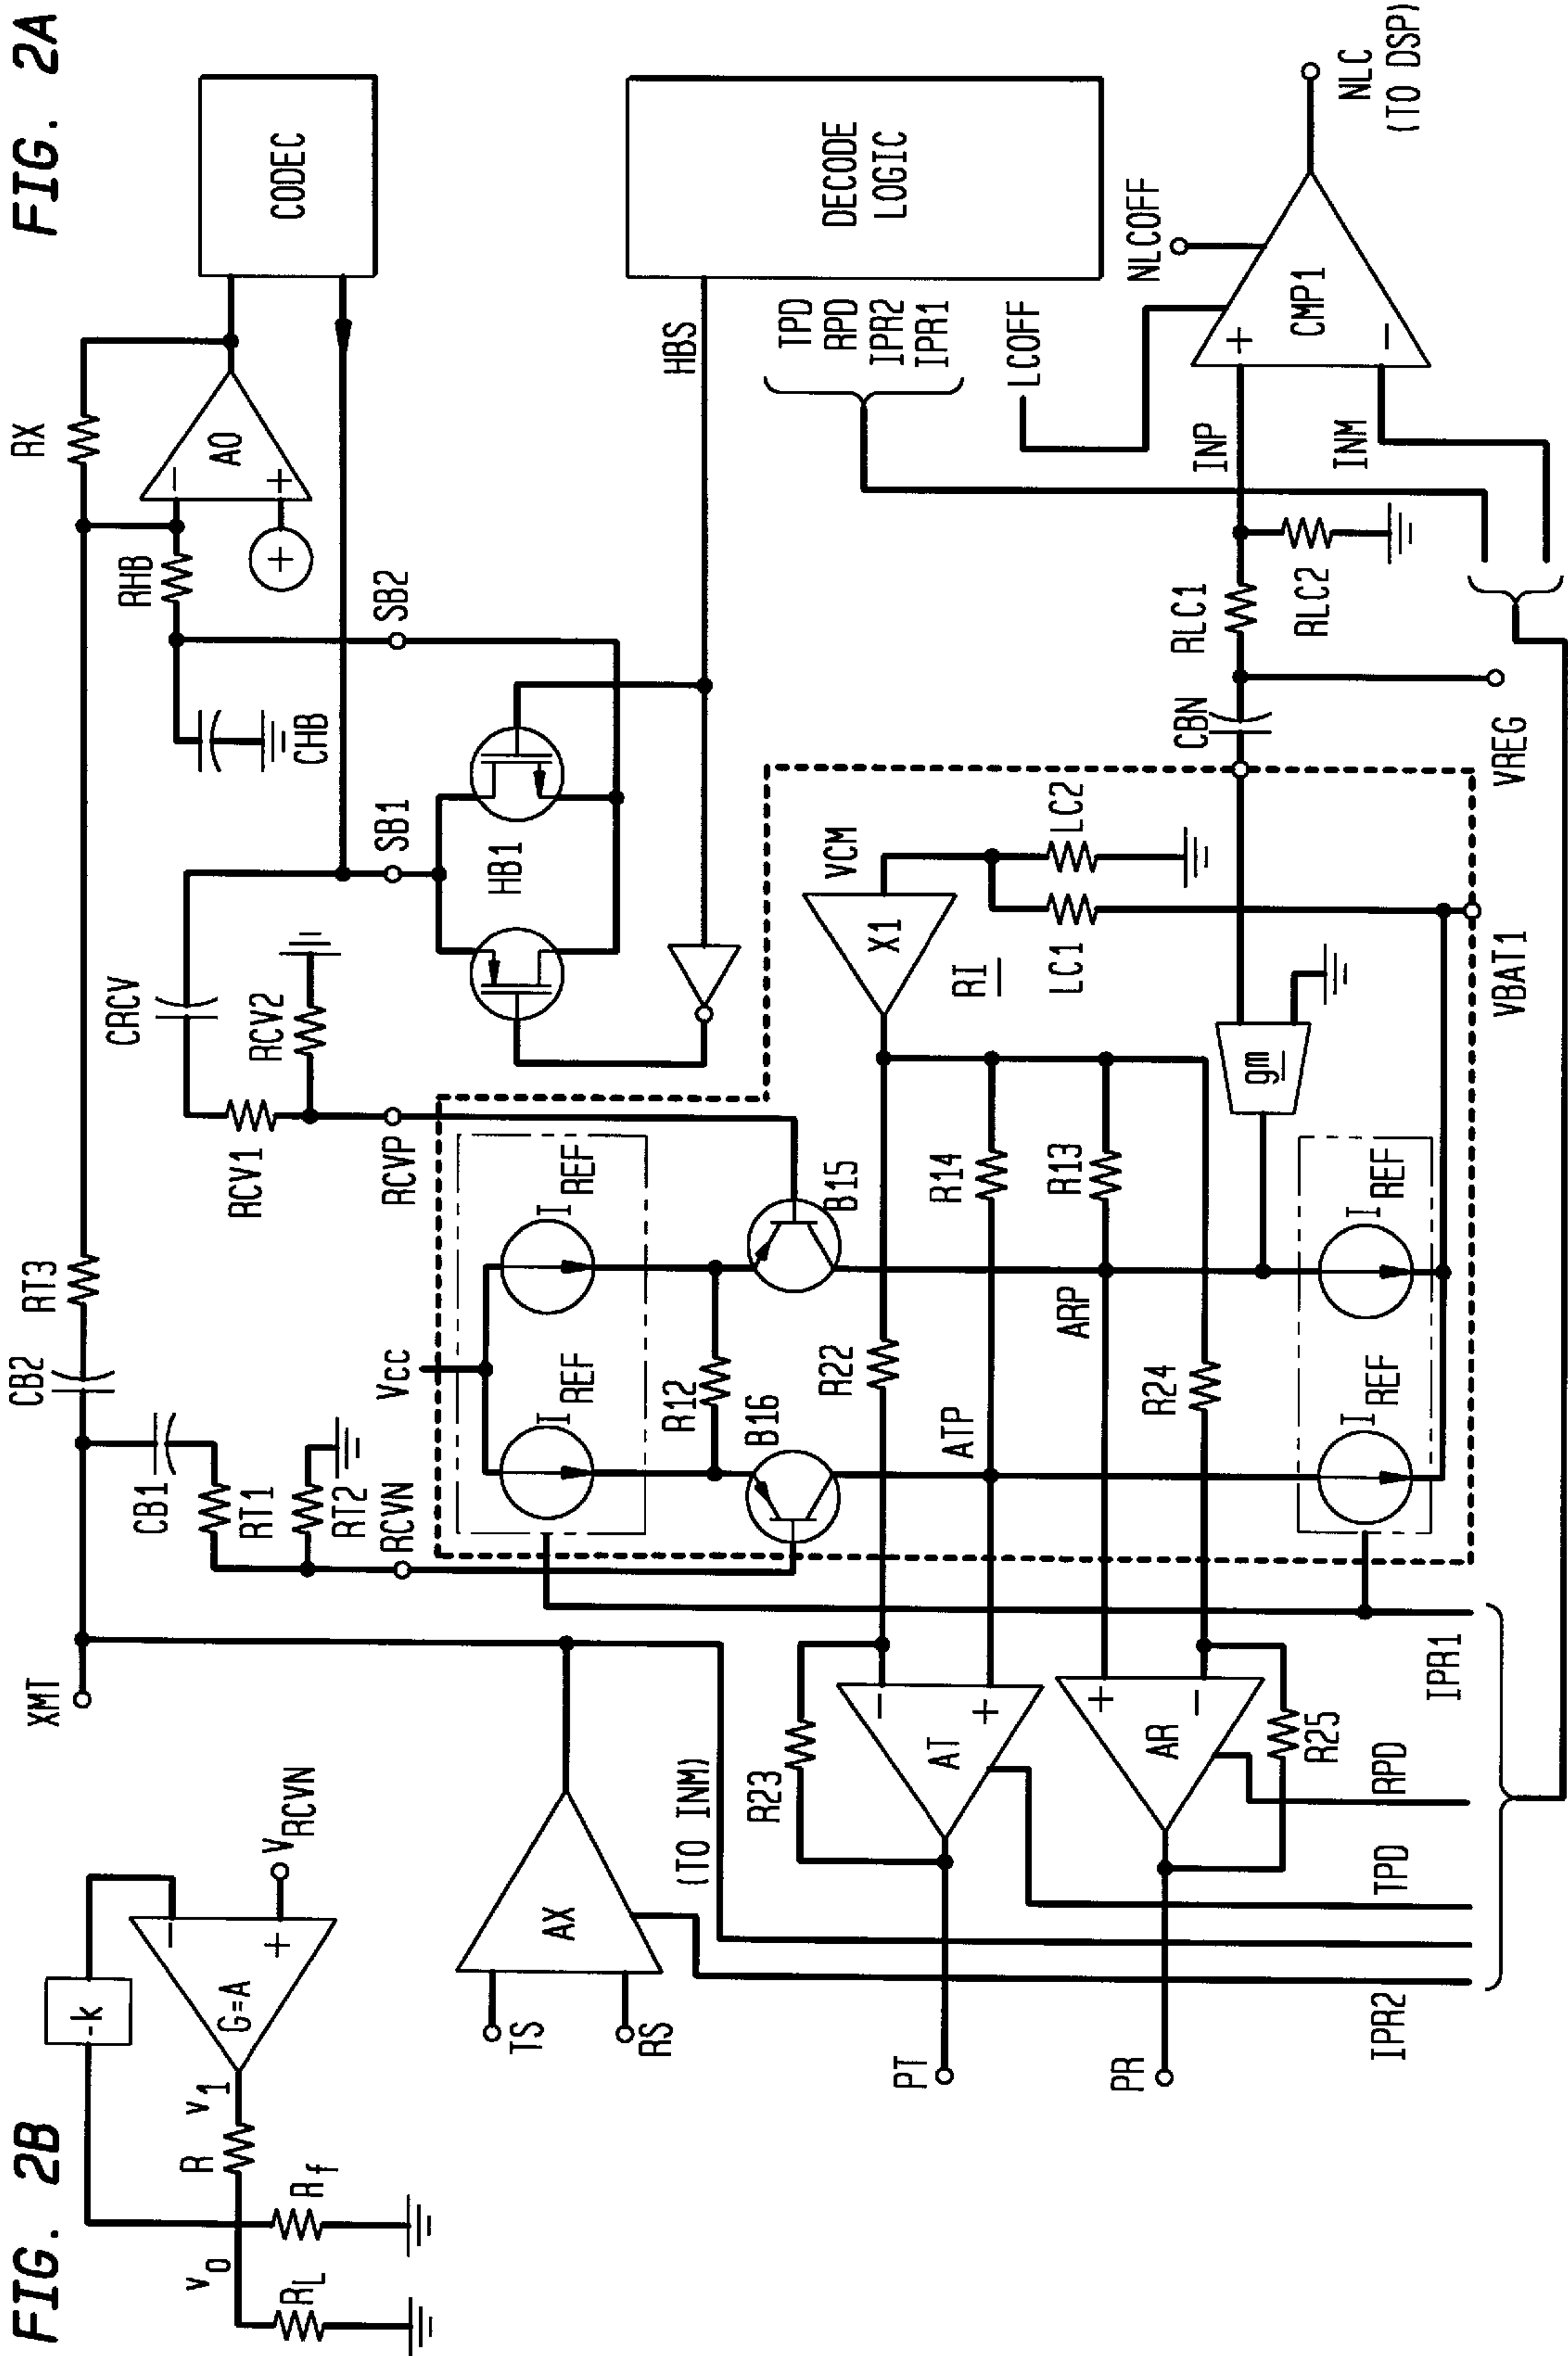 FIG. 2A
FIG. 2B
CODEC
RX
A0
−
+
+
RHB
CHB
SB2
SB1
HB1
HBS
DECODE
LOGIC
TPD
RPD
IPR2
IPR1
LCOFF
NLCOFF
NLC
(TO DSP)
CMP1
+
−
INP
INM
RLC1
RLC2
CBN
VREG
CRCV
RCV2
RCV1
RCVP
RT3
CB2
CB1
RT1
RT2
RCVN
XMT
Vcc
IREF
IREF
R12
B15
B16
VCM
X1
LC2
LC1
RI
gm
VBAT1
R14
R13
R22
R24
ATP
ARP
IREF
IREF
IPR1
AX
TS
RS
(TO INM)
R23
AT
−
+
AR
+
−
R25
PT
PR
RPD
TPD
IPR2
-k
G=A
−
+
VRCVN
V1
R
Rf
V0
RL